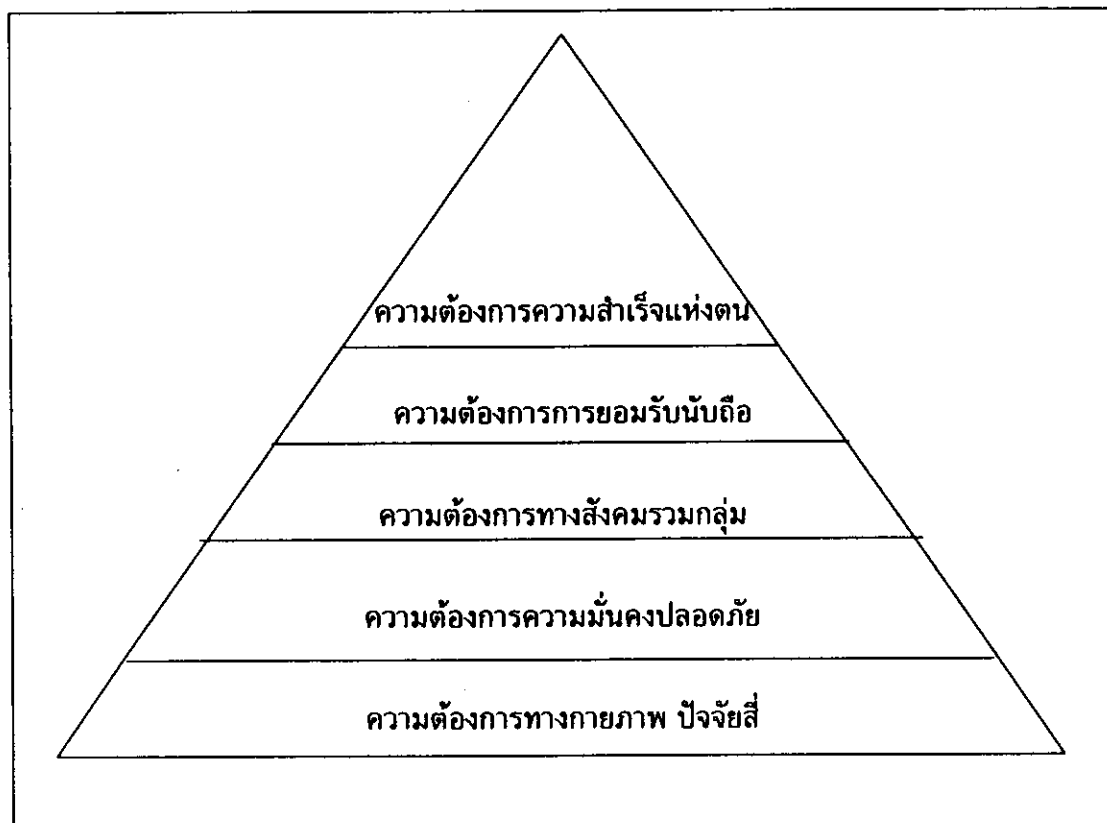 ความต้องการความสำเร็จแห่งตน
ความต้องการการยอมรับนับถือ
ความต้องการทางสังคมรวมกลุ่ม
ความต้องการความมั่นคงปลอดภัย
ความต้องการทางกายภาพ ปัจจัยสี่